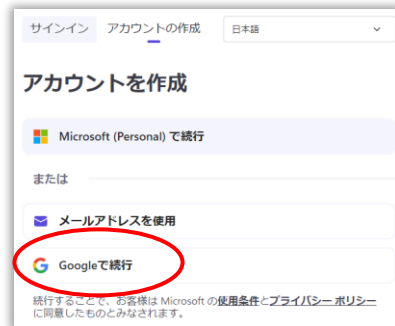 サインイン アカウントの作成 日本語
アカウントを作成
Microsoft (Personal) で続行
または
メールアドレスを使用
Googleで続行
続行することで、お客様は Microsoft の使用条件とプライバシー ポリシー
に同意したものとみなされます。